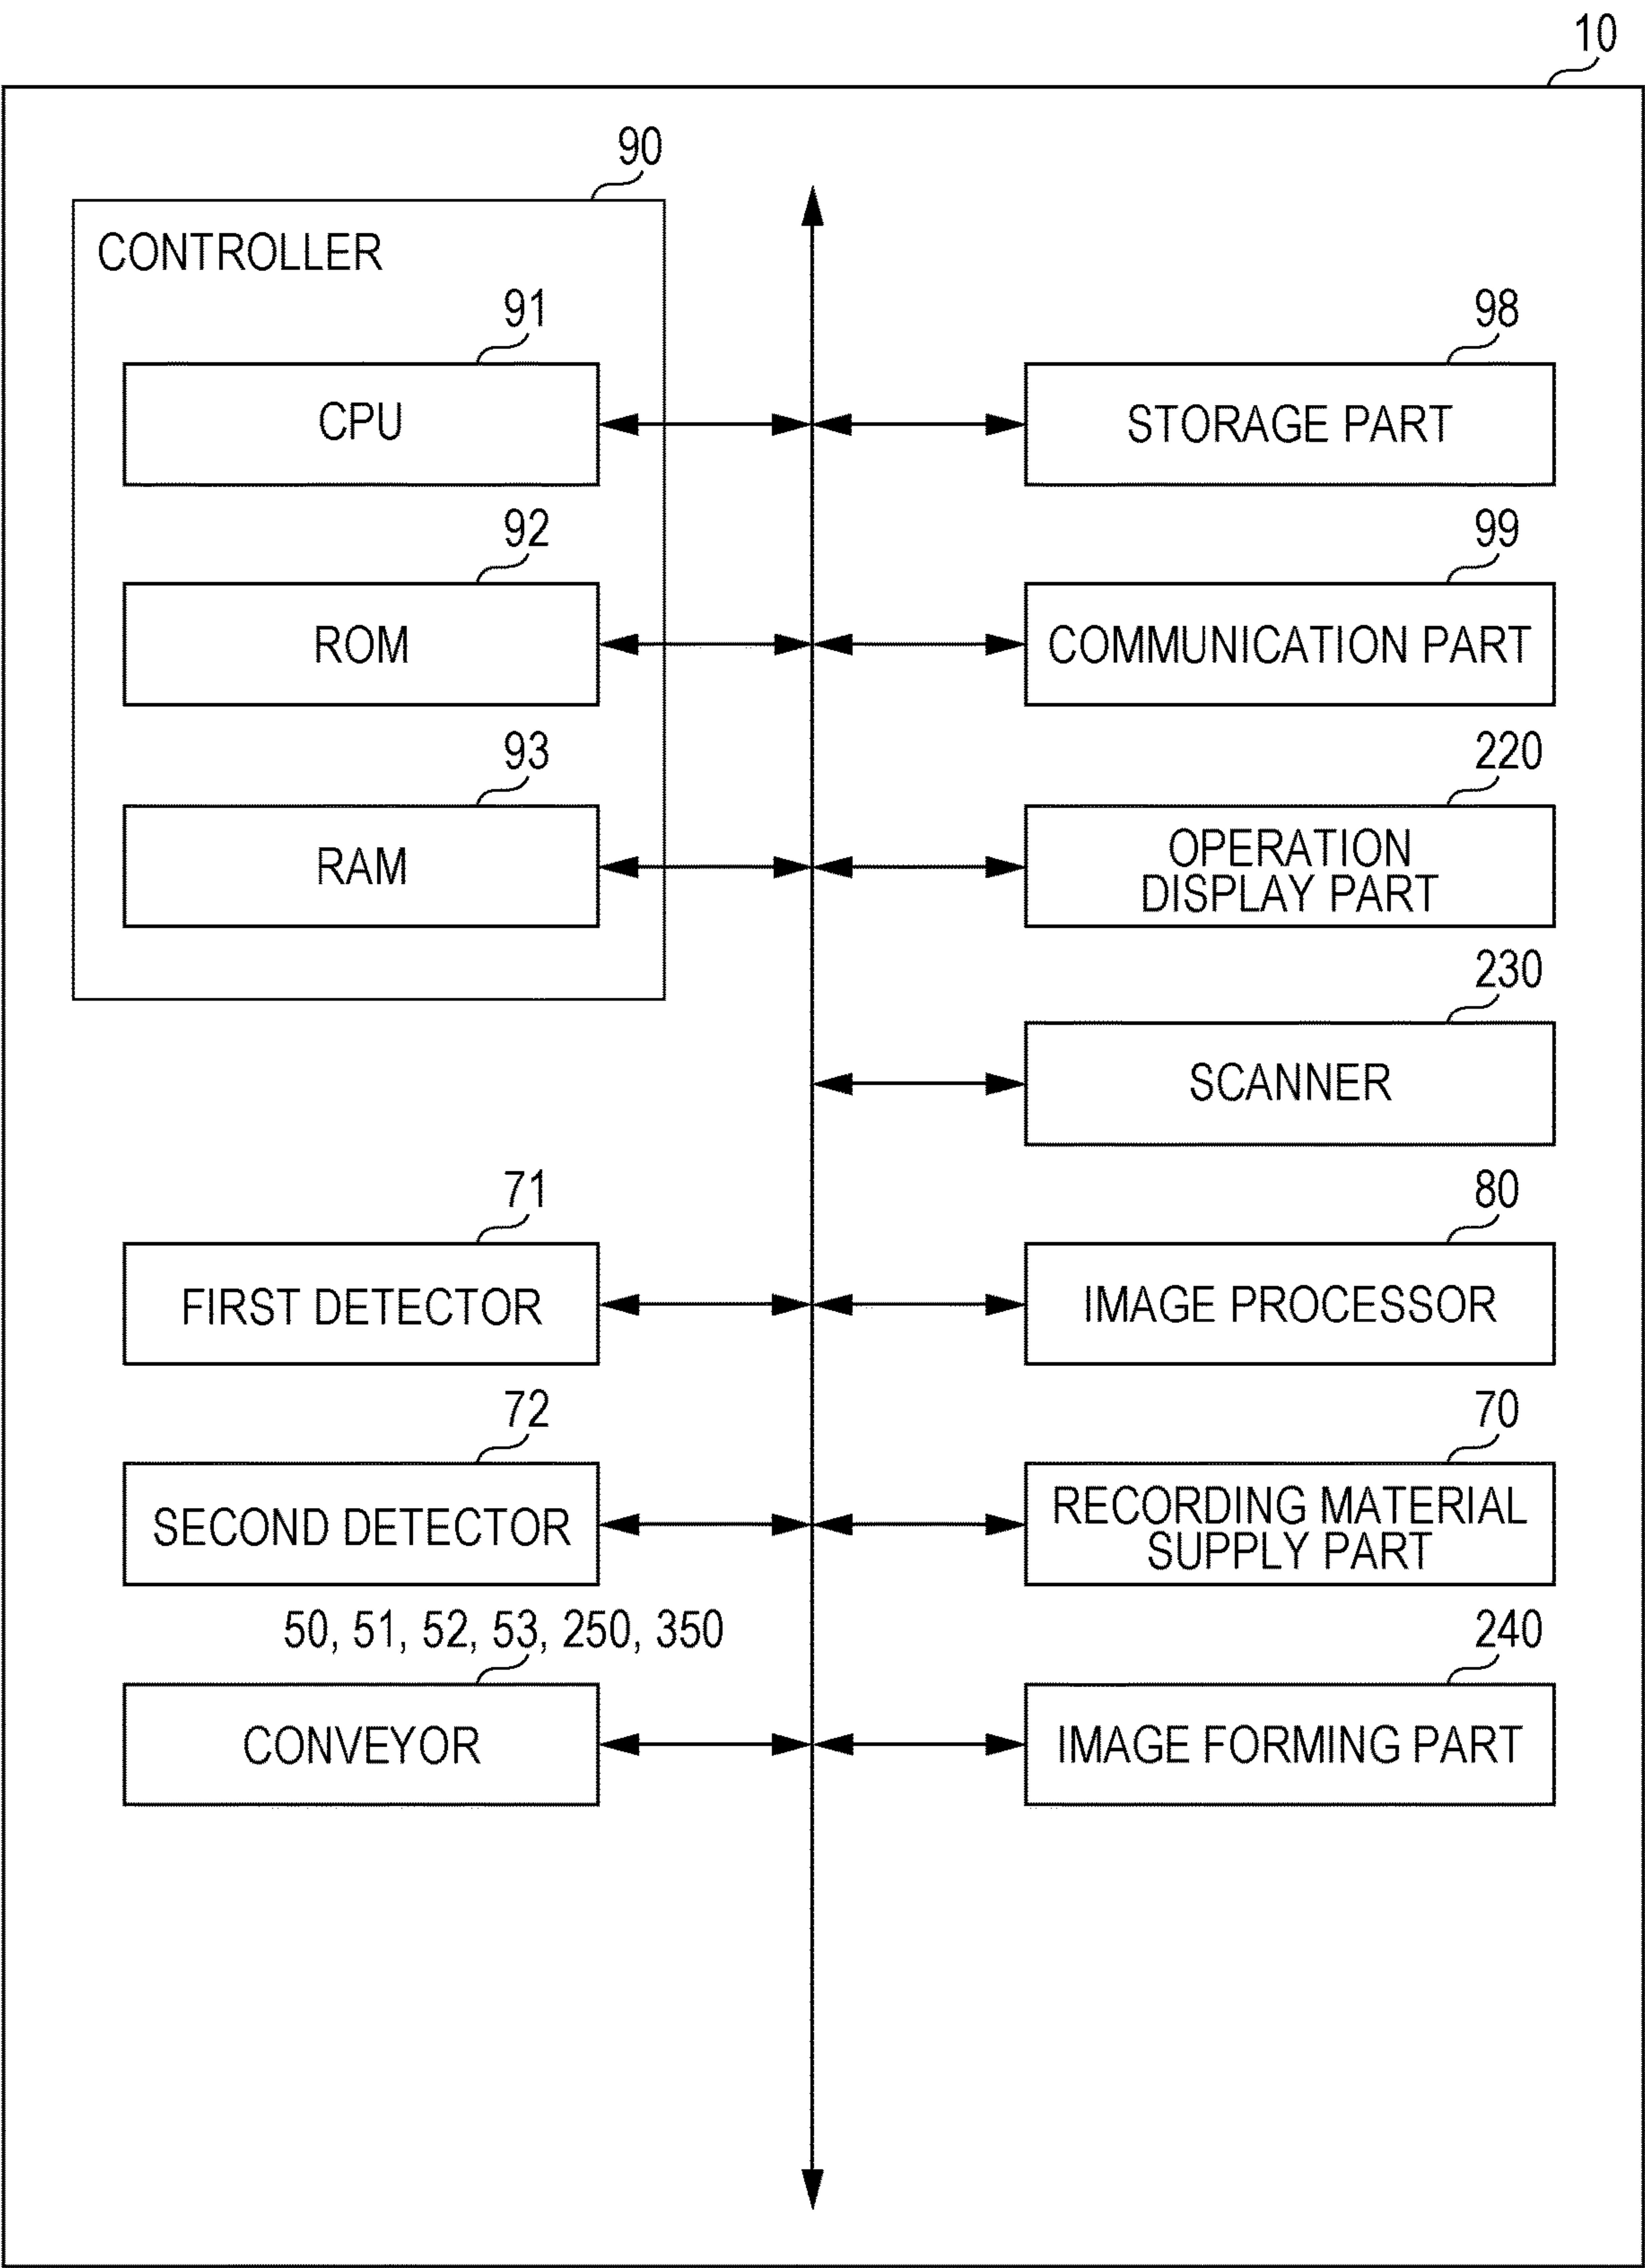 10
90
CONTROLLER
91
CPU
92
ROM
93
RAM
98
STORAGE PART
99
COMMUNICATION PART
220
OPERATION
DISPLAY PART
230
SCANNER
71
FIRST DETECTOR
80
IMAGE PROCESSOR
72
SECOND DETECTOR
70
RECORDING MATERIAL
SUPPLY PART
50, 51, 52, 53, 250, 350
CONVEYOR
240
IMAGE FORMING PART